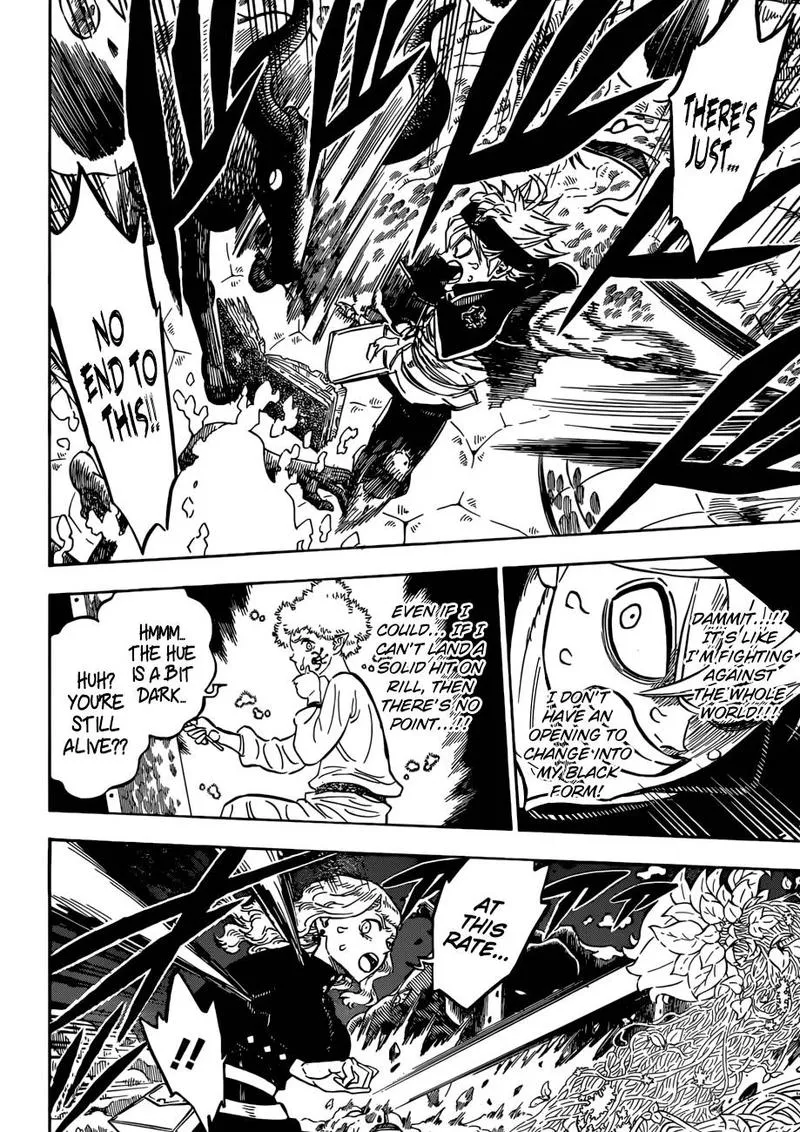 THERE'S
JUST...
NO
END TO
THIS!!
DAMMIT...!!!
IT'S LIKE
I'M FIGHTING
AGAINST
THE WHOLE
WORLD!!!
I DON'T
HAVE AN
OPENING TO
CHANGE INTO
MY BLACK
FORM!
EVEN IF I
COULD... IF I
CAN'T LAND A
SOLID HIT ON
RILL, THEN
THERE'S NO
POINT...!??
HMMM..
THE HUE
IS A BIT
DARK..
HUH?
YOU'RE
STILL
ALIVE??
AT
THIS
RATE..
!!